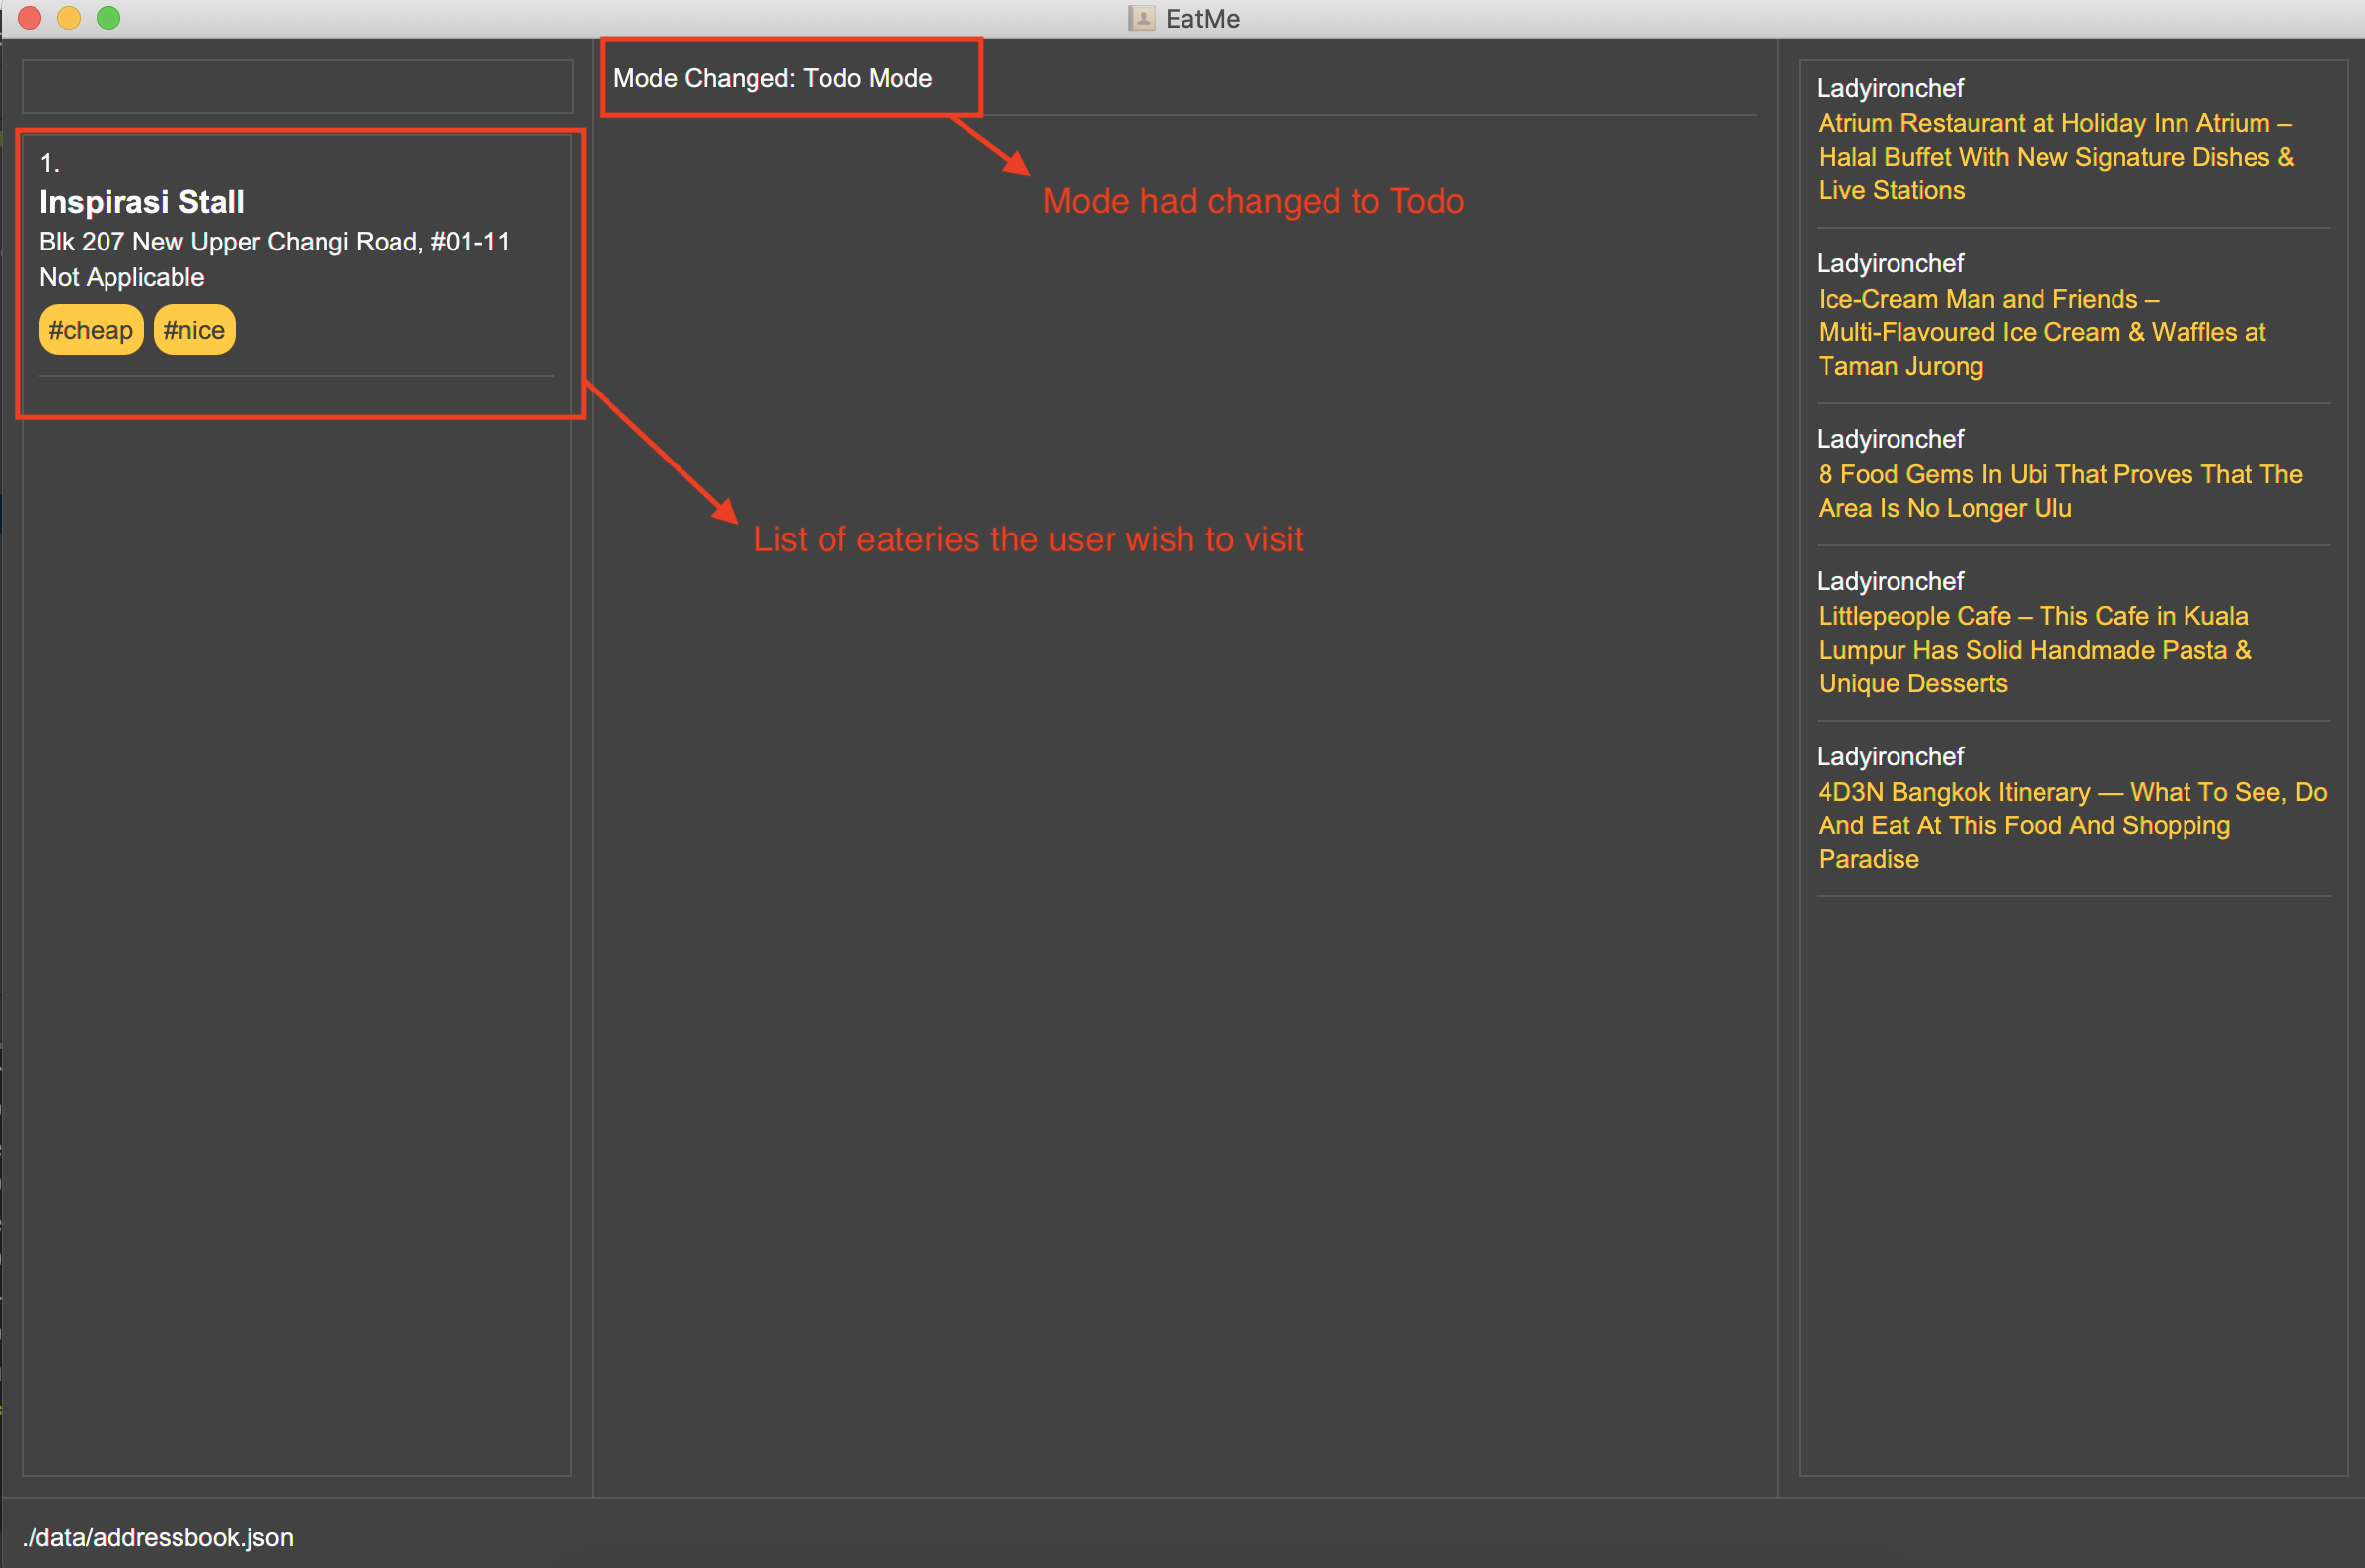 EatMe
Mode Changed: Todo Mode
Mode had changed to Todo
1.
Inspirasi Stall
Blk 207 New Upper Changi Road, #01-11
Not Applicable
#cheap #nice
List of eateries the user wish to visit
Ladyironchef
Atrium Restaurant at Holiday Inn Atrium –
Halal Buffet With New Signature Dishes &
Live Stations
Ladyironchef
Ice-Cream Man and Friends –
Multi-Flavoured Ice Cream & Waffles at
Taman Jurong
Ladyironchef
8 Food Gems In Ubi That Proves That The
Area Is No Longer Ulu
Ladyironchef
Littlepeople Cafe – This Cafe in Kuala
Lumpur Has Solid Handmade Pasta &
Unique Desserts
Ladyironchef
4D3N Bangkok Itinerary — What To See, Do
And Eat At This Food And Shopping
Paradise
./data/addressbook.json